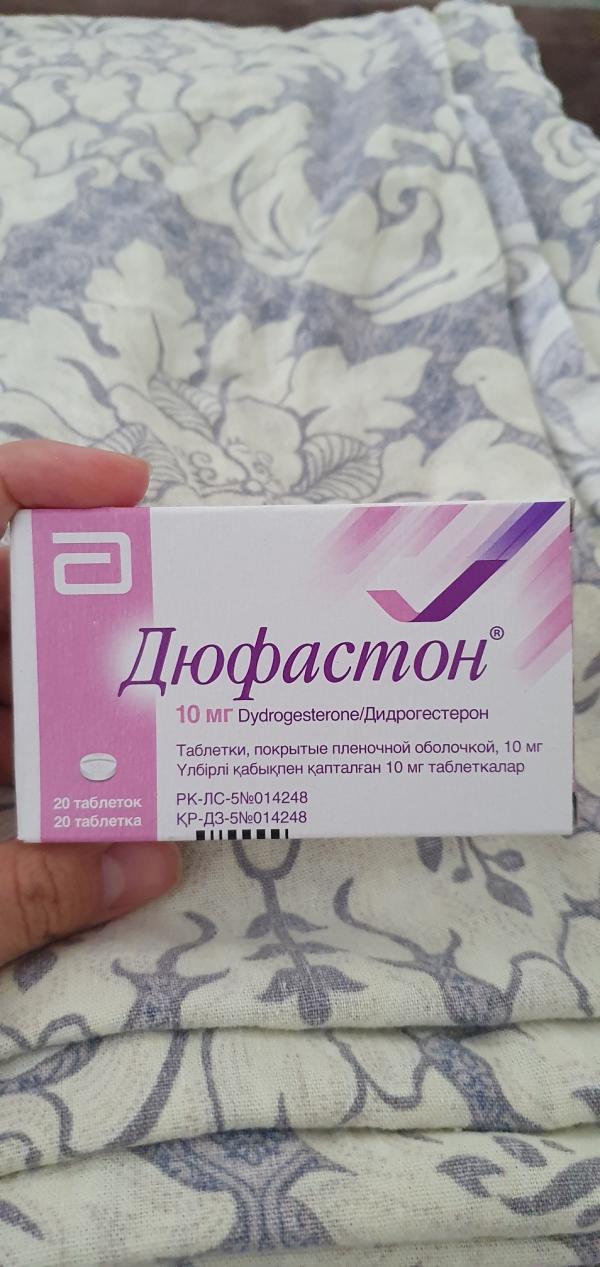 Дюфастон®
10 мг Dydrogesterone/Дидрогестерон
Таблетки, покрытые пленочной оболочкой, 10 мг
Үлбірлі қабықпен қапталған 10 мг таблеткалар
20 таблеток
20 таблетка
РК-ЛС-5№014248
ҚР-ДЗ-5№014248